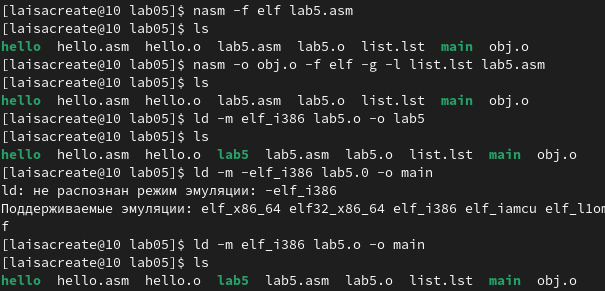 [laisacreate@10 lab05]$ nasm -f elf lab5.asm
[laisacreate@10 lab05]$ ls
hello hello.asm hello.o lab5.asm lab5.o list.lst main obj.o
[laisacreate@10 lab05]$ nasm -o obj.o -f elf -g -l list.lst lab5.asm
[laisacreate@10 lab05]$ ls
hello hello.asm hello.o lab5.asm lab5.o list.lst main obj.o
[laisacreate@10 lab05]$ ld -m elf_i386 lab5.o -o lab5
[laisacreate@10 lab05]$ ls
hello hello.asm hello.o lab5 lab5.asm lab5.o list.lst main obj.o
[laisacreate@10 lab05]$ ld -m -elf_i386 lab5.0 -o main
ld: не распознан режим эмуляции: -elf_i386
Поддерживаемые эмуляции: elf_x86_64 elf32_x86_64 elf_i386 elf_iamcu elf_l1om
f
[laisacreate@10 lab05]$ ld -m elf_i386 lab5.o -o main
[laisacreate@10 lab05]$ ls
hello hello.asm hello.o lab5 lab5.asm lab5.o list.lst main obj.o